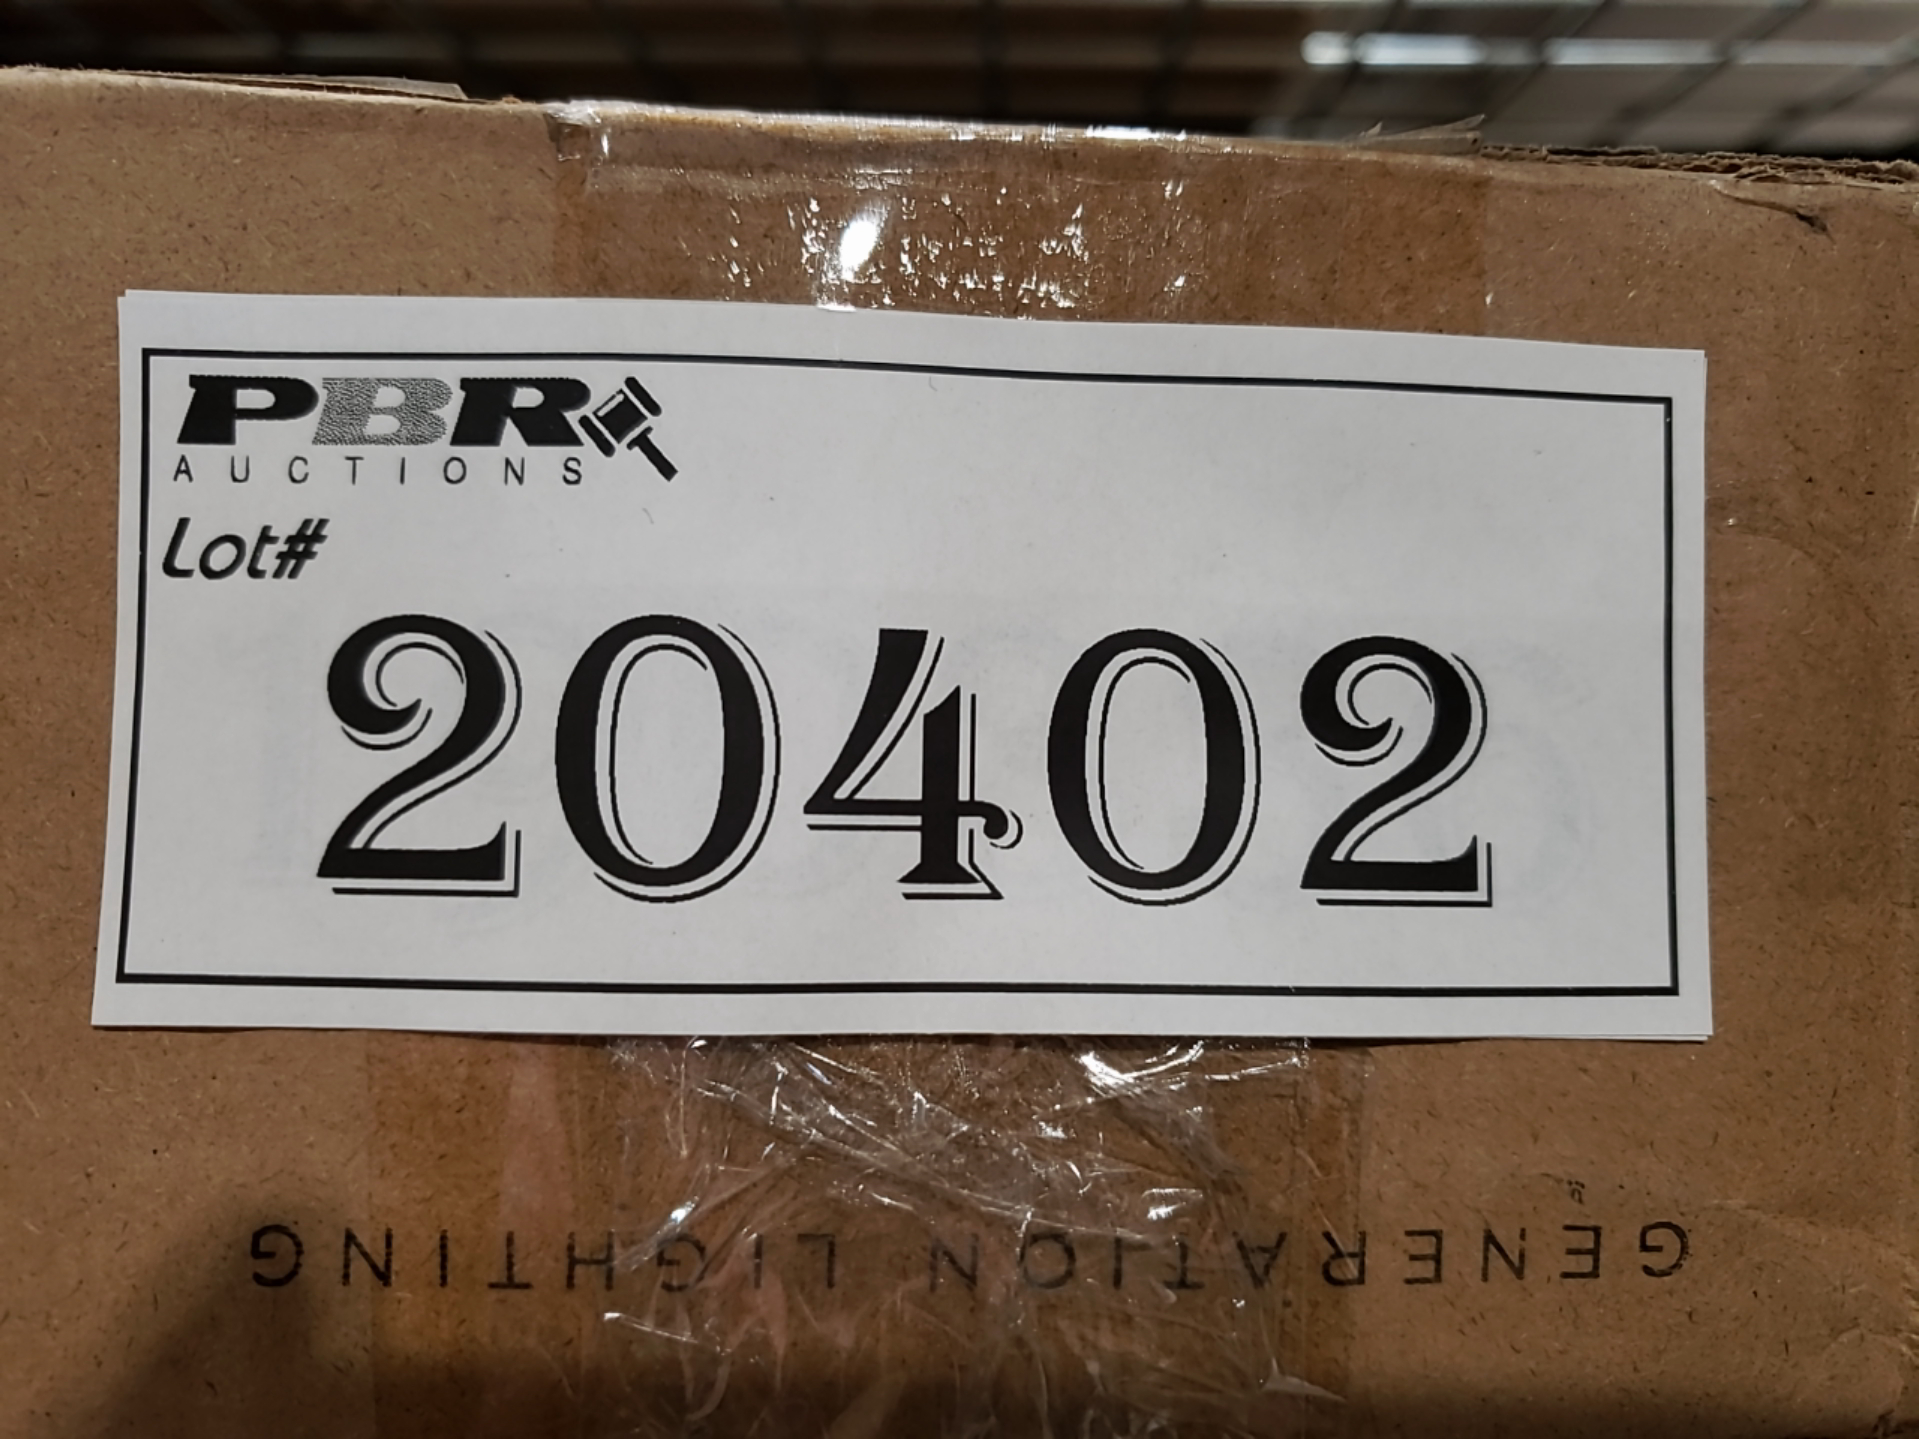 PBR
AUCTIONS
Lot#
20402
GENERATION LIGHTING